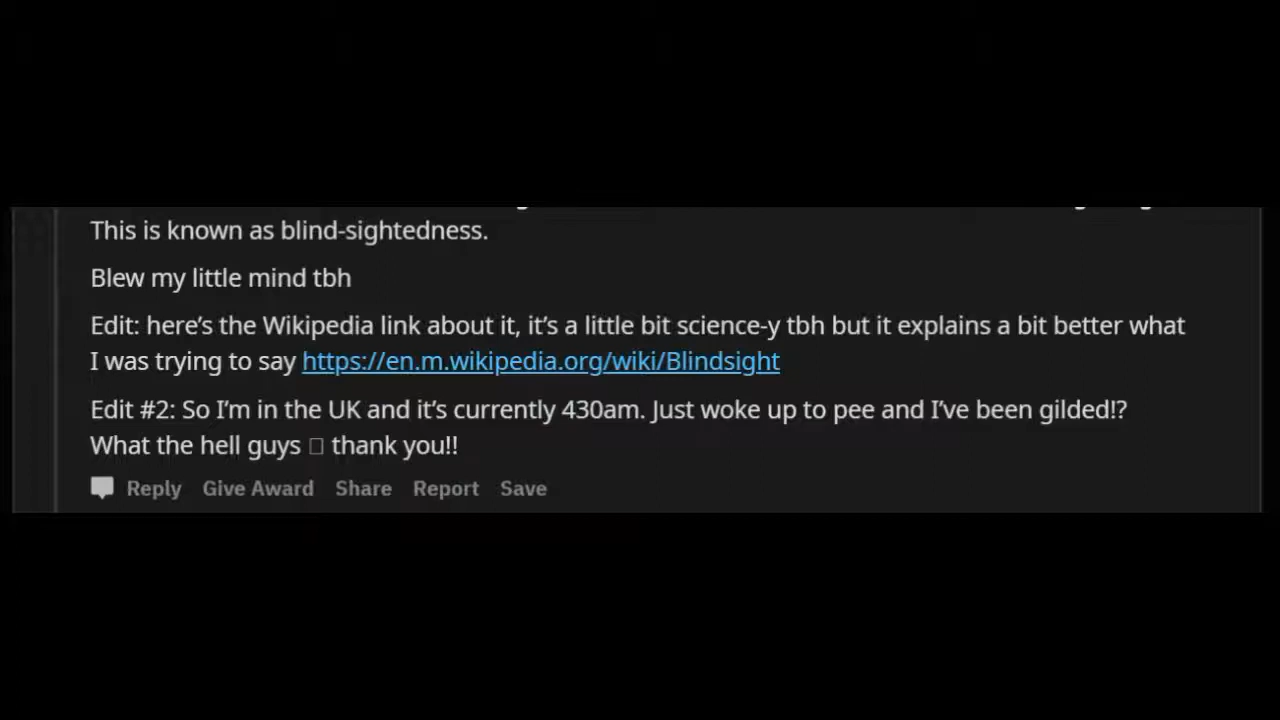 This is known as blind-sightedness.
Blew my little mind tbh
Edit: here’s the Wikipedia link about it, it’s a little bit science-y tbh but it explains a bit better what
I was trying to say https://en.m.wikipedia.org/wiki/Blindsight
Edit #2: So I’m in the UK and it’s currently 430am. Just woke up to pee and I’ve been gilded!?
What the hell guys □ thank you!!
Reply Give Award Share Report Save